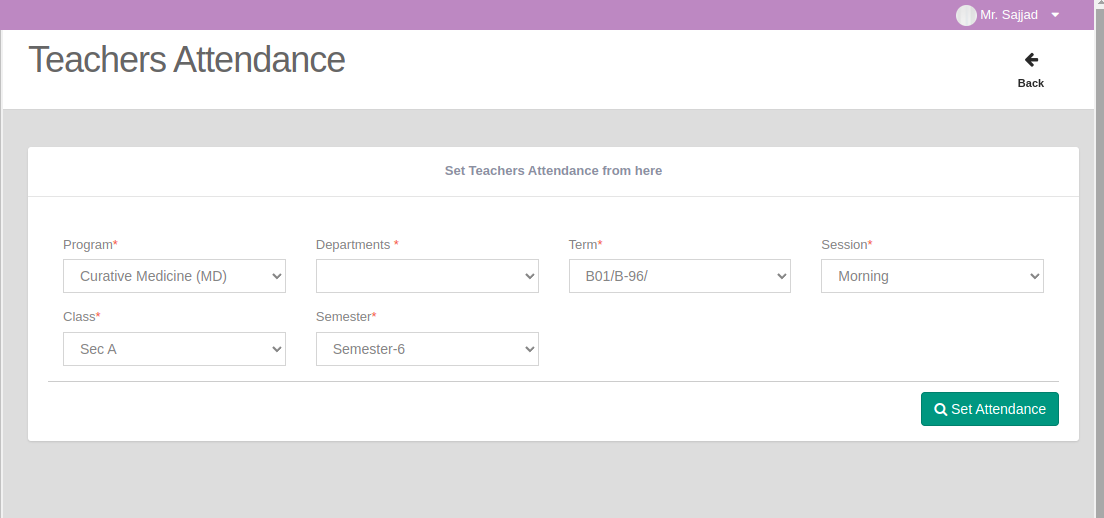 Mr. Sajjad
Teachers Attendance
Back
Set Teachers Attendance from here
Program* Departments * Term* Session*
Curative Medicine (MD) B01/B-96/ Morning
Class* Semester*
Sec A Semester-6
Set Attendance